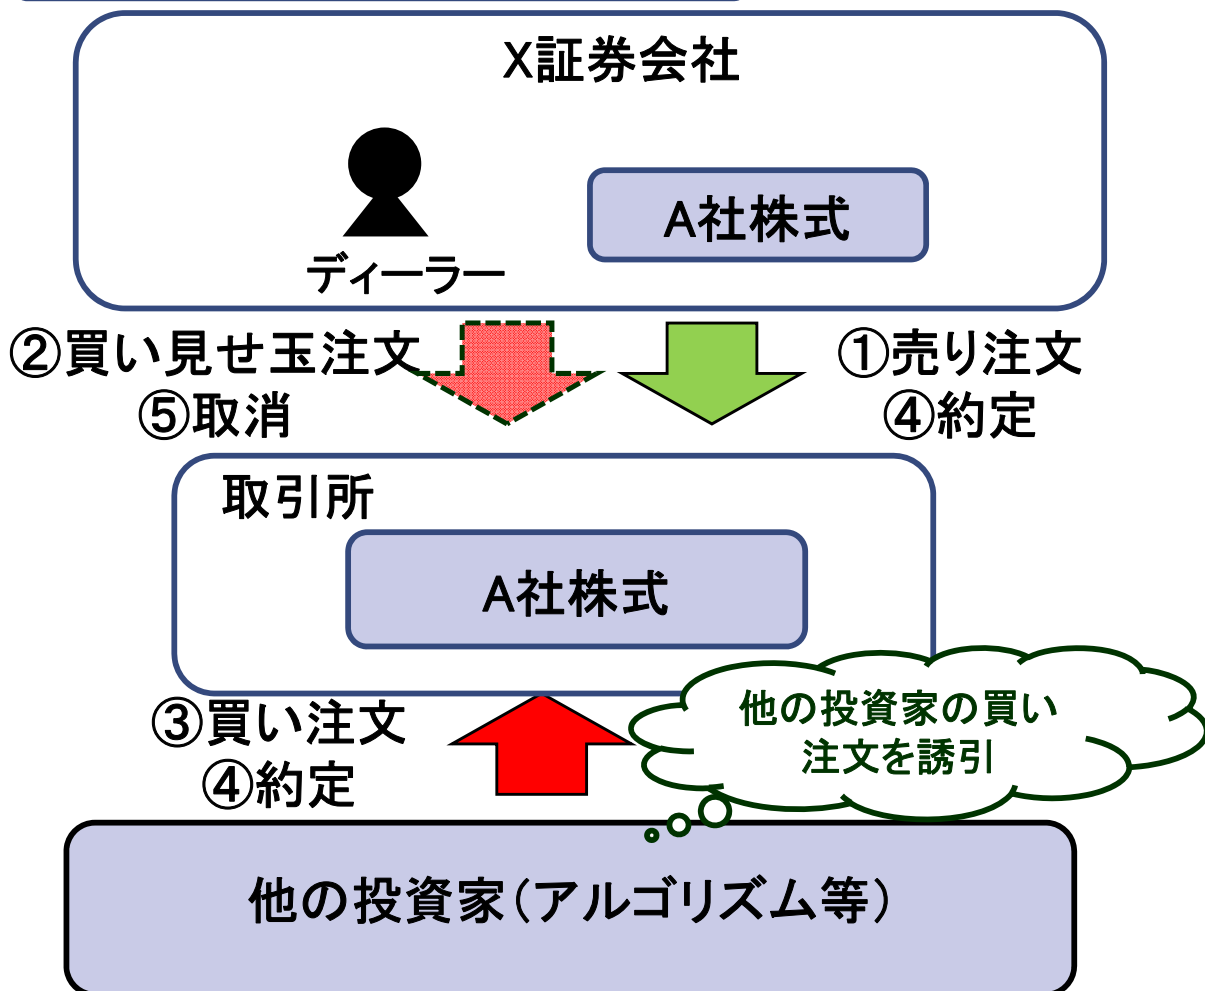 X証券会社
A社株式
ディーラー
②買い見せ玉注文
⑤取消
①売り注文
④約定
取引所
A社株式
③買い注文
④約定
他の投資家の買い
注文を誘引
他の投資家(アルゴリズム等)